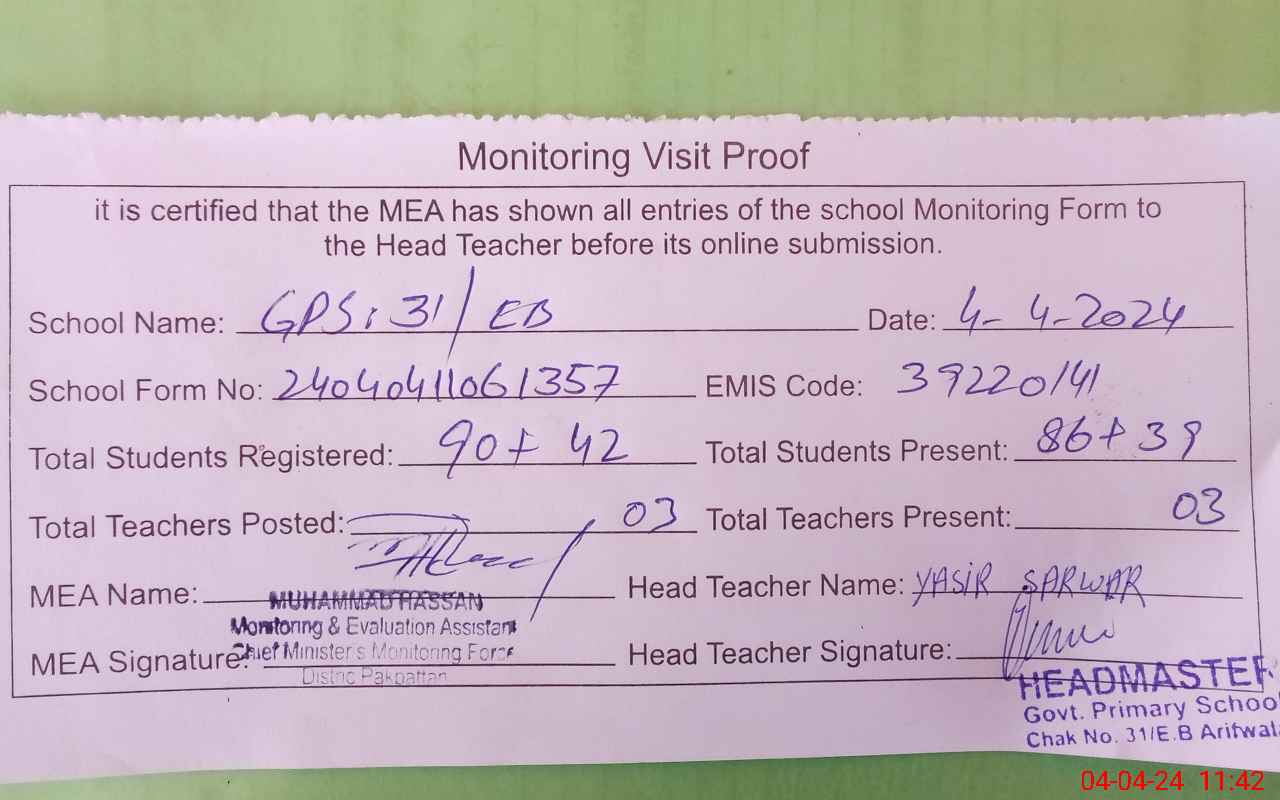 Monitoring Visit Proof
it is certified that the MEA has shown all entries of the school Monitoring Form to
the Head Teacher before its online submission.
School Name: GPS: 31/EB Date: 4-4-2024
School Form No: 24040411061357 EMIS Code: 39220141
Total Students Registered: 90+42 Total Students Present: 86+39
Total Teachers Posted: 03 Total Teachers Present: 03
MEA Name: MUHAMMAD HASSAN Head Teacher Name: YASIR SARWAR
Monitoring & Evaluation Assistant
MEA Signature: Chief Minister's Monitoring Force Head Teacher Signature:
Distric Pakpattan
HEADMASTER
Govt. Primary School
Chak No. 31/E.B Arifwala
04-04-24 11:42